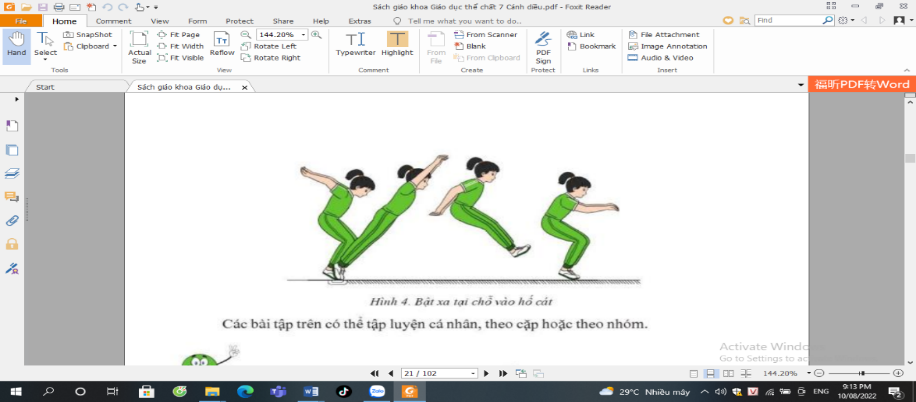 Sách giáo khoa Giáo dục thể chất 7 Cánh diều.pdf - Foxit Reader
File Home Comment View Form Protect Share Help Extras Tell me what you want to do.. Find
Hand Select SnapShot Clipboard Actual Size Fit Page Fit Width Fit Visible Reflow 144.20% Rotate Left Rotate Right Typewriter Highlight From File From Scanner Blank From Clipboard PDF Sign Link Bookmark File Attachment Image Annotation Audio & Video
Tools View Comment Create Protect Links Insert
Start Sách giáo khoa Giáo dụ... 福昕PDF转Word
Hình 4. Bật xa tại chỗ vào hố cát
Các bài tập trên có thể tập luyện cá nhân, theo cặp hoặc theo nhóm.
Activate Windo
Go to Settings to ac
21 / 102 144.20%
29°C Nhiều mây ENG 9:13 PM 10/08/2022